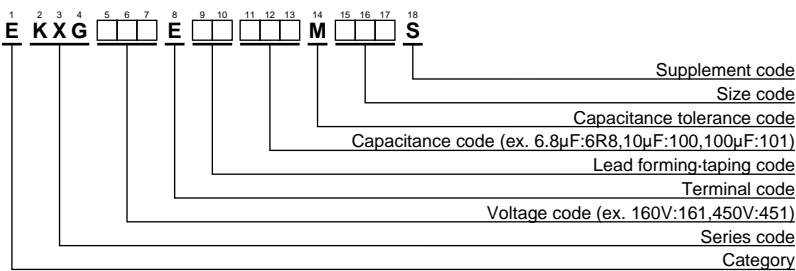 1 2 3 4 5 6 7 8 9 10 11 12 13 14 15 16 17 18
E K X G □ □ □ E □ □ □ □ □ M □ □ □ S
Supplement code
Size code
Capacitance tolerance code
Capacitance code (ex. 6.8μF:6R8,10μF:100,100μF:101)
Lead forming·taping code
Terminal code
Voltage code (ex. 160V:161,450V:451)
Series code
Category